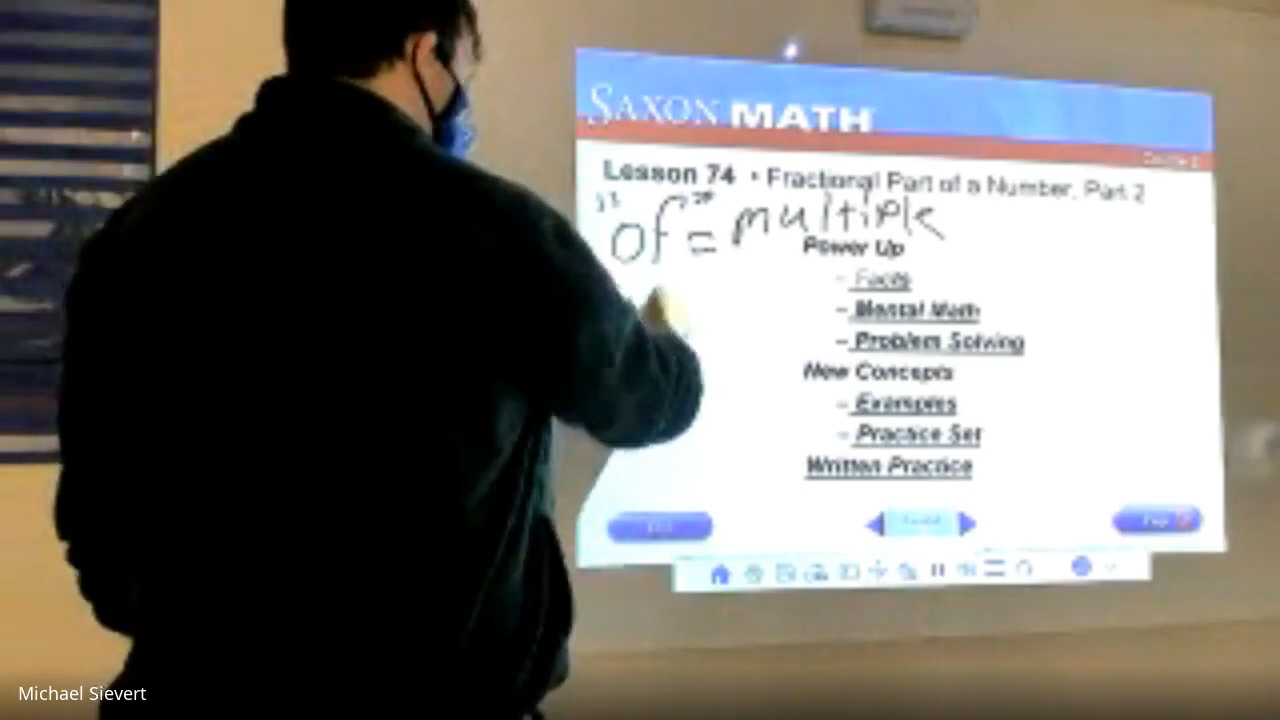 SAXON MATH
Lesson 74 • Fractional Part of a Number, Part 2
of = multiple
Power Up
– Facts
– Mental Math
– Problem Solving
New Concepts
– Examples
– Practice Set
Written Practice
Michael Sievert